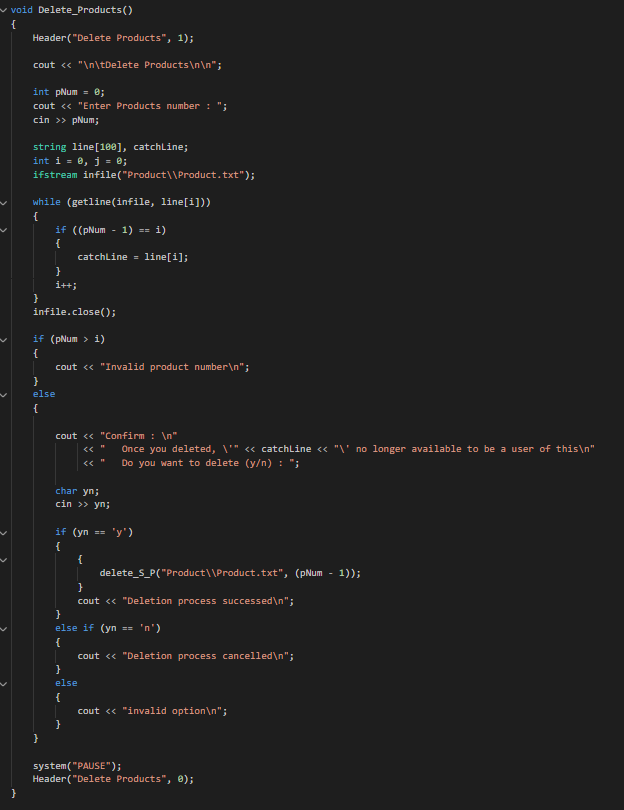 void Delete_Products()
{
Header("Delete Products", 1);
cout << "\n\tDelete Products\n\n";
int pNum = 0;
cout << "Enter Products number : ";
cin >> pNum;
string line[100], catchLine;
int i = 0, j = 0;
ifstream infile("Product\\Product.txt");
while (getline(infile, line[i]))
{
if ((pNum - 1) == i)
{
catchLine = line[i];
}
i++;
}
infile.close();
if (pNum > i)
{
cout << "Invalid product number\n";
}
else
{
cout << "Confirm : \n"
<< "   Once you deleted, \'" << catchLine << "\' no longer available to be a user of this\n"
<< "   Do you want to delete (y/n) : ";
char yn;
cin >> yn;
if (yn == 'y')
{
{
delete_S_P("Product\\Product.txt", (pNum - 1));
}
cout << "Deletion process successed\n";
}
else if (yn == 'n')
{
cout << "Deletion process cancelled\n";
}
else
{
cout << "invalid option\n";
}
}
system("PAUSE");
Header("Delete Products", 0);
}